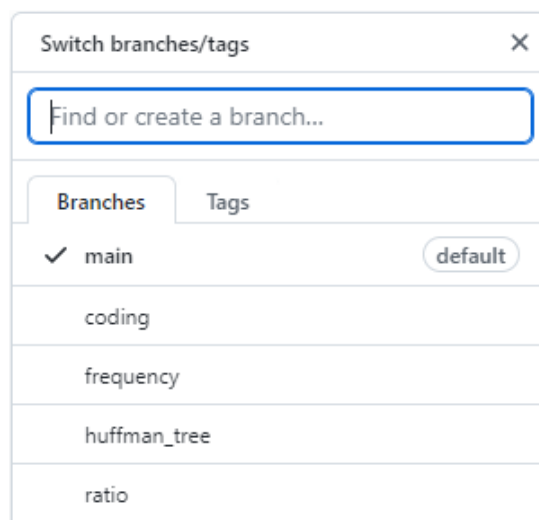 Switch branches/tags
Find or create a branch...
Branches Tags
main default
coding
frequency
huffman_tree
ratio